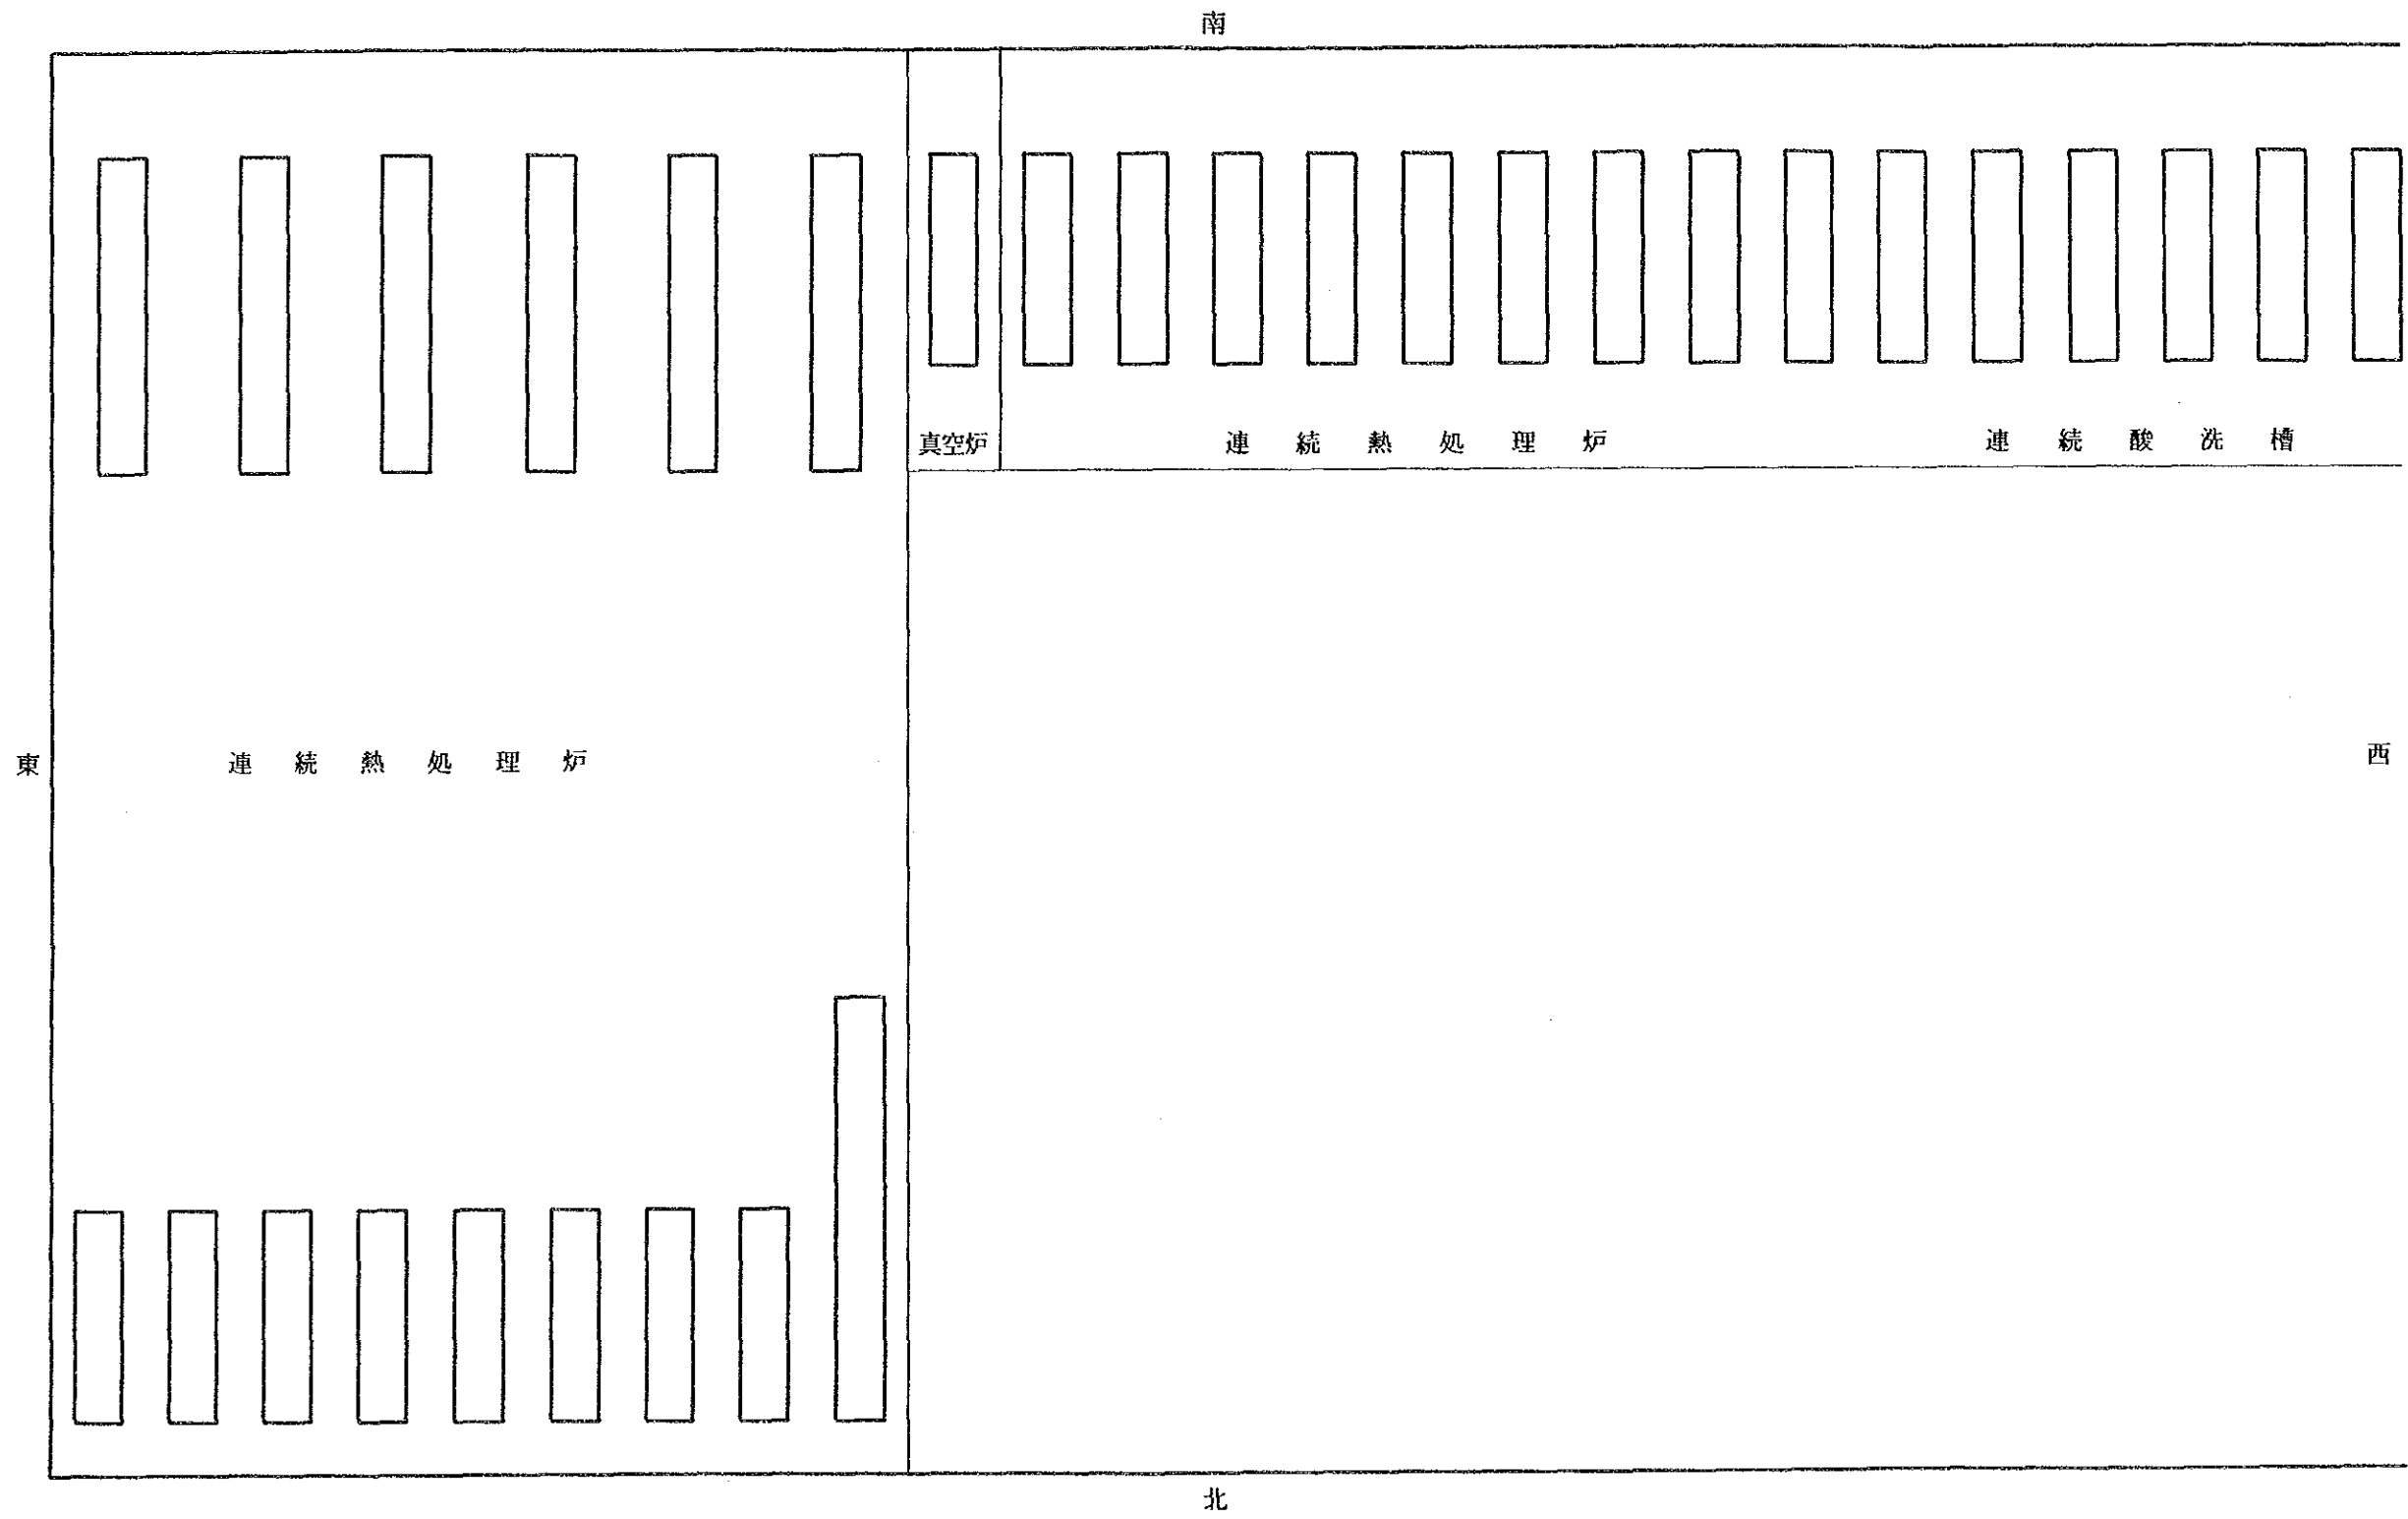 南
真空炉
連続熱処理炉
連続酸洗槽
東
連続熱処理炉
西
北